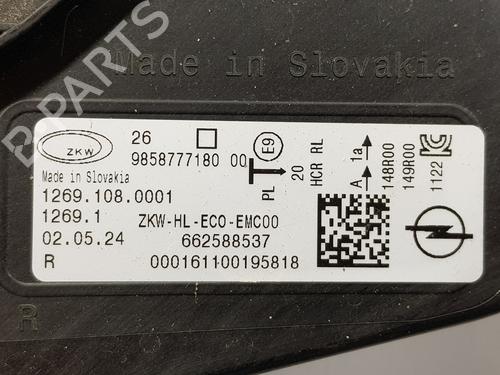 Made in Slovakia
B-PARTS
ZKW
26
9858777180 00
Made in Slovakia
1269.108.0001
1269.1
ZKW-HL-ECO-EMC00
02.05.24
662588537
R
000161100195818
E9
PL
20
HCR RL
A
1a
148R00
149R00
1122
R